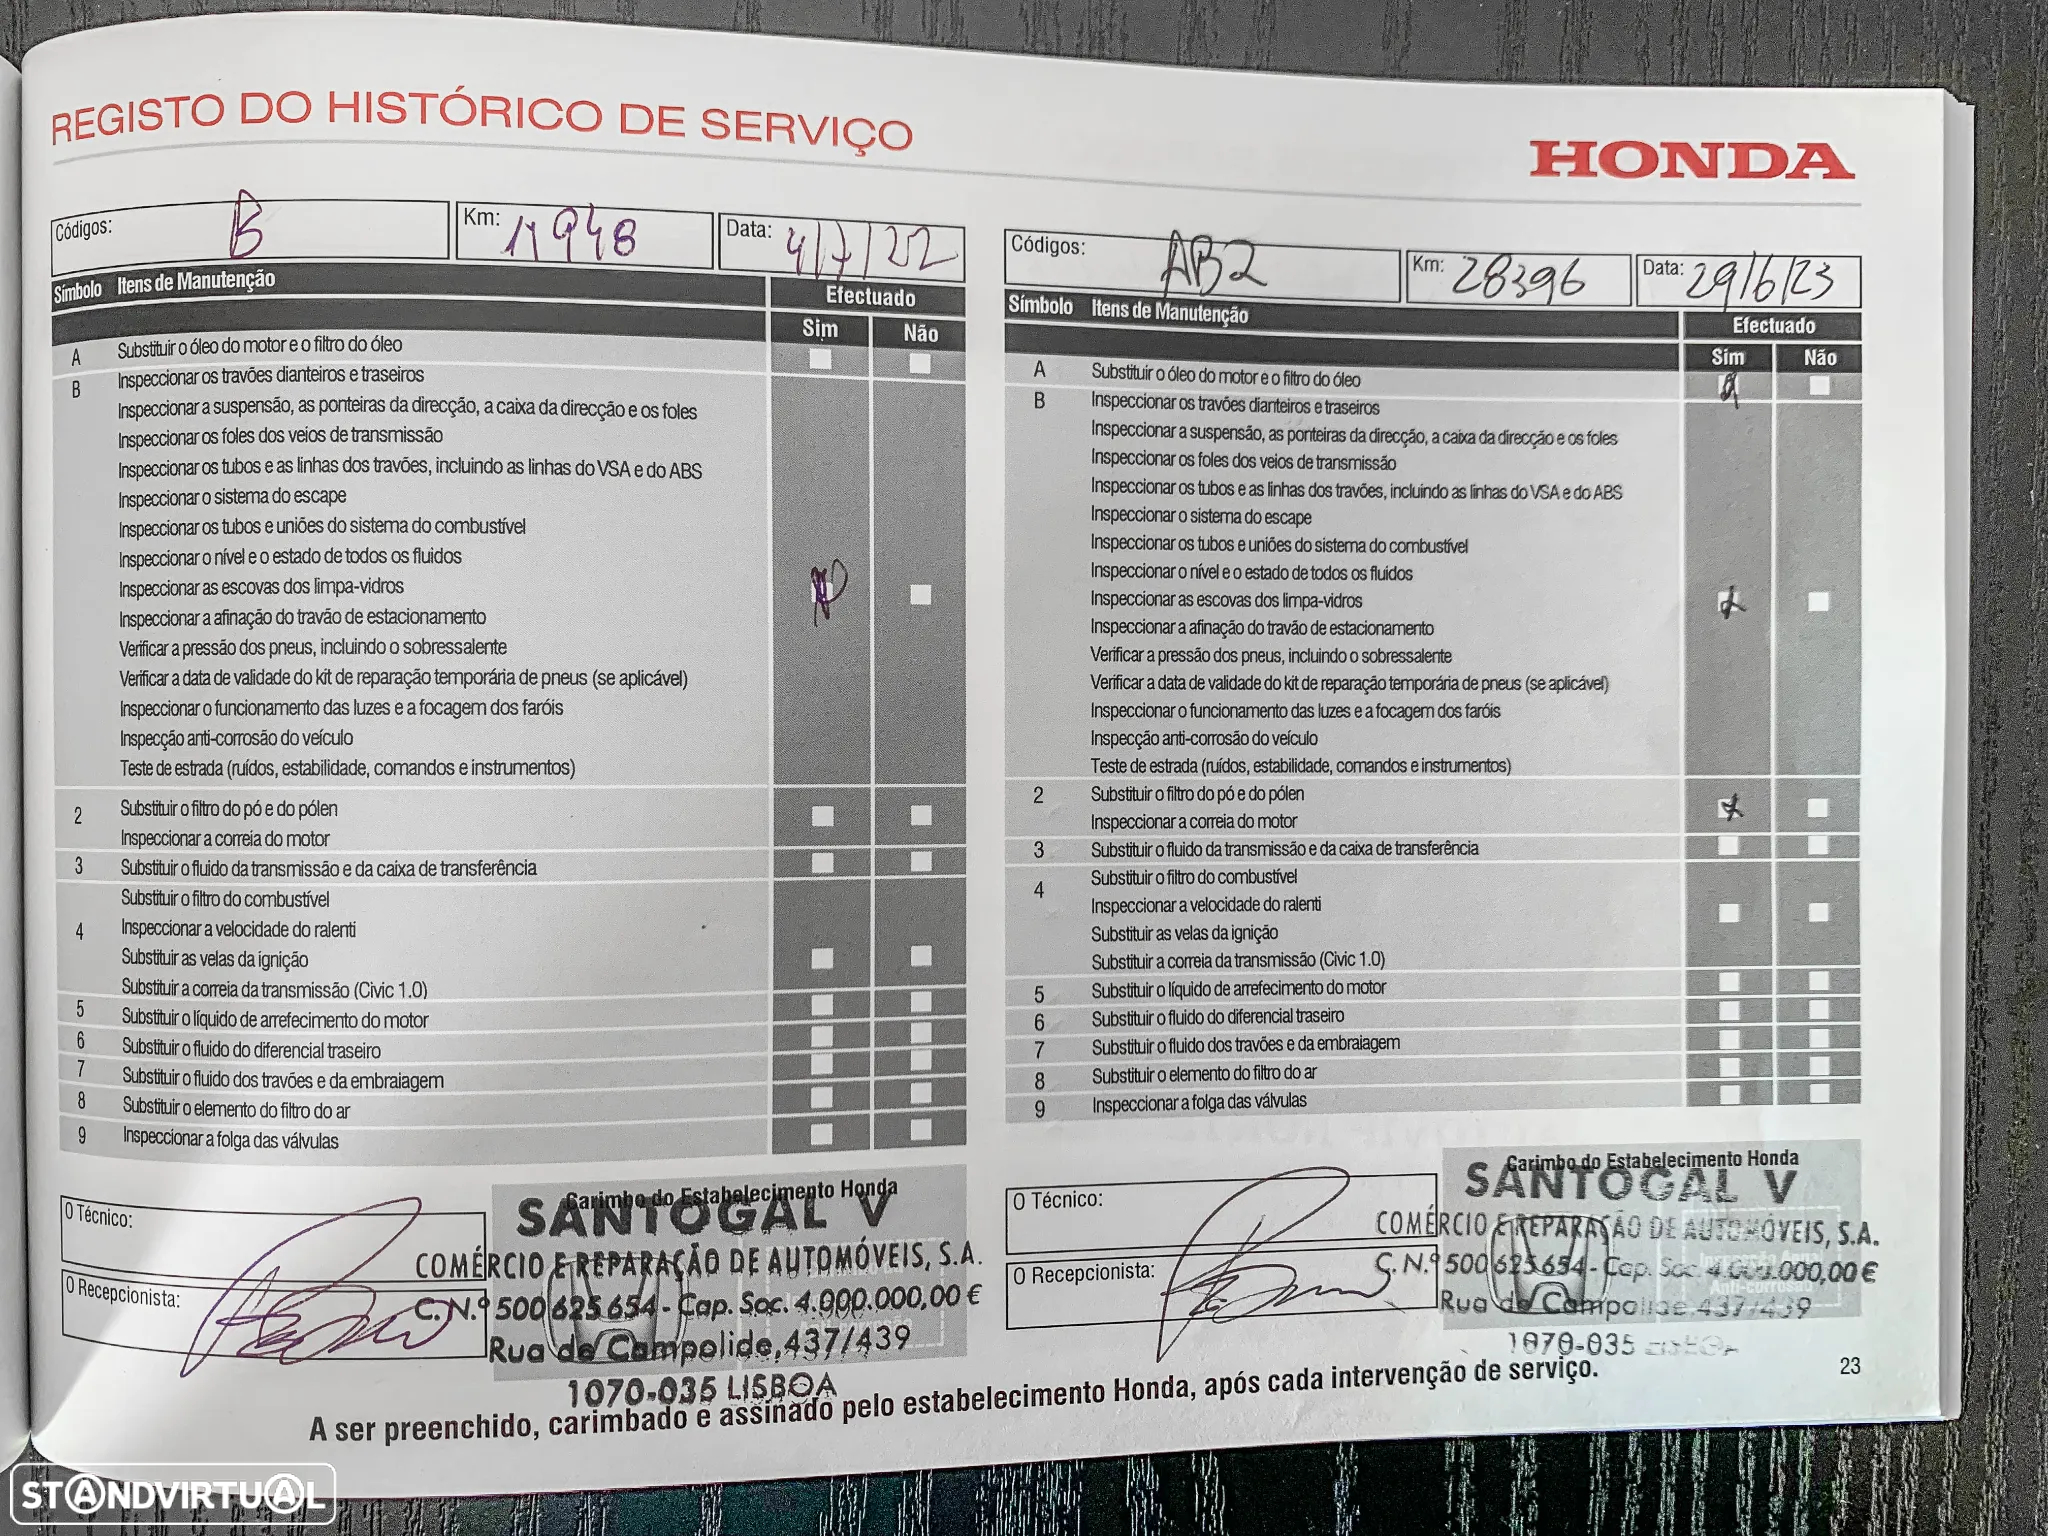 REGISTO DO HISTÓRICO DE SERVIÇO
HONDA
Códigos: B
Km: 11948
Data: 4/7/22
Símbolo Itens de Manutenção Efectuado
Sim Não
A Substituir o óleo do motor e o filtro do óleo
B Inspeccionar os travões dianteiros e traseiros
Inspeccionar a suspensão, as ponteiras da direcção, a caixa da direcção e os foles
Inspeccionar os foles dos veios de transmissão
Inspeccionar os tubos e as linhas dos travões, incluindo as linhas do VSA e do ABS
Inspeccionar o sistema do escape
Inspeccionar os tubos e uniões do sistema do combustível
Inspeccionar o nível e o estado de todos os fluidos
Inspeccionar as escovas dos limpa-vidros
Inspeccionar a afinação do travão de estacionamento
Verificar a pressão dos pneus, incluindo o sobressalente
Verificar a data de validade do kit de reparação temporária de pneus (se aplicável)
Inspeccionar o funcionamento das luzes e a focagem dos faróis
Inspecção anti-corrosão do veículo
Teste de estrada (ruídos, estabilidade, comandos e instrumentos)
2 Substituir o filtro do pó e do pólen
Inspeccionar a correia do motor
3 Substituir o fluido da transmissão e da caixa de transferência
Substituir o filtro do combustível
4 Inspeccionar a velocidade do ralenti
Substituir as velas da ignição
Substituir a correia da transmissão (Civic 1.0)
5 Substituir o líquido de arrefecimento do motor
6 Substituir o fluido do diferencial traseiro
7 Substituir o fluido dos travões e da embraiagem
8 Substituir o elemento do filtro do ar
9 Inspeccionar a folga das válvulas
O Técnico:
O Recepcionista:
Carimbo do Estabelecimento Honda
SANTOGAL V
COMÉRCIO E REPARAÇÃO DE AUTOMÓVEIS, S.A.
C. N.º 500 625 654 - Cap. Soc. 4.000.000,00 €
Rua de Campolide, 437/439
1070-035 LISBOA
Códigos: AB2
Km: 28396
Data: 29/6/23
Símbolo Itens de Manutenção Efectuado
Sim Não
A Substituir o óleo do motor e o filtro do óleo
B Inspeccionar os travões dianteiros e traseiros
Inspeccionar a suspensão, as ponteiras da direcção, a caixa da direcção e os foles
Inspeccionar os foles dos veios de transmissão
Inspeccionar os tubos e as linhas dos travões, incluindo as linhas do VSA e do ABS
Inspeccionar o sistema do escape
Inspeccionar os tubos e uniões do sistema do combustível
Inspeccionar o nível e o estado de todos os fluidos
Inspeccionar as escovas dos limpa-vidros
Inspeccionar a afinação do travão de estacionamento
Verificar a pressão dos pneus, incluindo o sobressalente
Verificar a data de validade do kit de reparação temporária de pneus (se aplicável)
Inspeccionar o funcionamento das luzes e a focagem dos faróis
Inspecção anti-corrosão do veículo
Teste de estrada (ruídos, estabilidade, comandos e instrumentos)
2 Substituir o filtro do pó e do pólen
Inspeccionar a correia do motor
3 Substituir o fluido da transmissão e da caixa de transferência
Substituir o filtro do combustível
4 Inspeccionar a velocidade do ralenti
Substituir as velas da ignição
Substituir a correia da transmissão (Civic 1.0)
5 Substituir o líquido de arrefecimento do motor
6 Substituir o fluido do diferencial traseiro
7 Substituir o fluido dos travões e da embraiagem
8 Substituir o elemento do filtro do ar
9 Inspeccionar a folga das válvulas
O Técnico:
O Recepcionista:
Carimbo do Estabelecimento Honda
SANTOGAL V
COMÉRCIO E REPARAÇÃO DE AUTOMÓVEIS, S.A.
C. N.º 500 625 654 - Cap. Soc. 4.000.000,00 €
Rua de Campolide, 437/439
1070-035
A ser preenchido, carimbado e assinado pelo estabelecimento Honda, após cada intervenção de serviço.
23
STANDVIRTUAL